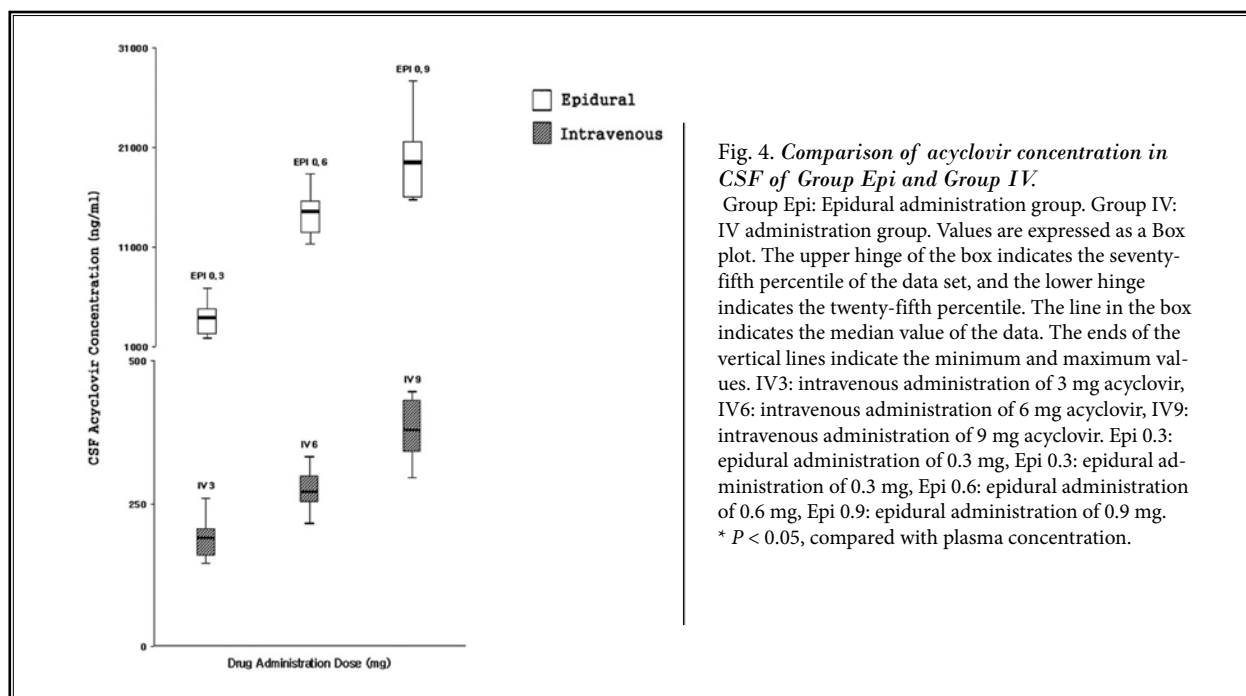 31000
EPI 0,9
21000
EPI 0,6
11000
EPI 0,3
1000
500
IV 9
IV 6
IV 3
250
0
CSF Acyclovir Concentration (ng/ml)
Drug Administration Dose (mg)
Epidural
Intravenous
Fig. 4. Comparison of acyclovir concentration in
CSF of Group Epi and Group IV.
Group Epi: Epidural administration group. Group IV:
IV administration group. Values are expressed as a Box
plot. The upper hinge of the box indicates the seventy-
fifth percentile of the data set, and the lower hinge
indicates the twenty-fifth percentile. The line in the box
indicates the median value of the data. The ends of the
vertical lines indicate the minimum and maximum val-
ues. IV3: intravenous administration of 3 mg acyclovir,
IV6: intravenous administration of 6 mg acyclovir, IV9:
intravenous administration of 9 mg acyclovir. Epi 0.3:
epidural administration of 0.3 mg, Epi 0.3: epidural ad-
ministration of 0.3 mg, Epi 0.6: epidural administration
of 0.6 mg, Epi 0.9: epidural administration of 0.9 mg.
* P < 0.05, compared with plasma concentration.